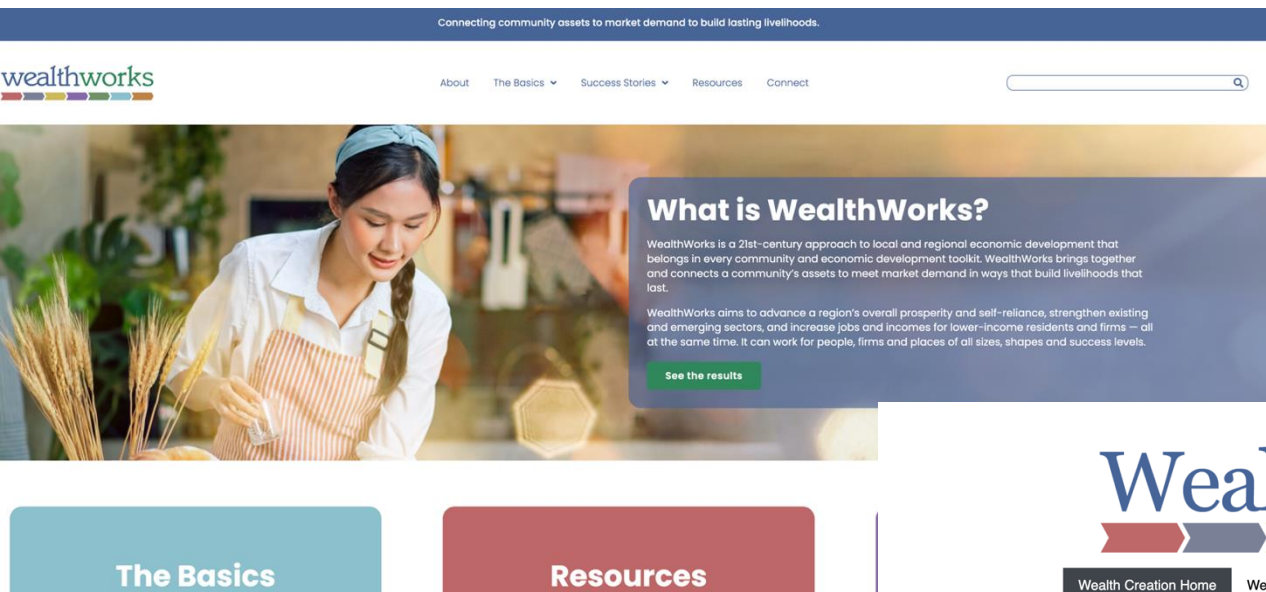 Connecting community assets to market demand to build lasting livelihoods.
wealthworks
About The Basics Success Stories Resources Connect
What is WealthWorks?
WealthWorks is a 21st-century approach to local and regional economic development that
belongs in every community and economic development toolkit. WealthWorks brings together
and connects a community's assets to meet market demand in ways that build livelihoods that
last.
WealthWorks aims to advance a region's overall prosperity and self-reliance, strengthen existing
and emerging sectors, and increase jobs and incomes for lower-income residents and firms — all
at the same time. It can work for people, firms and places of all sizes, shapes and success levels.
See the results
The Basics
Resources
Wealth Creation Home